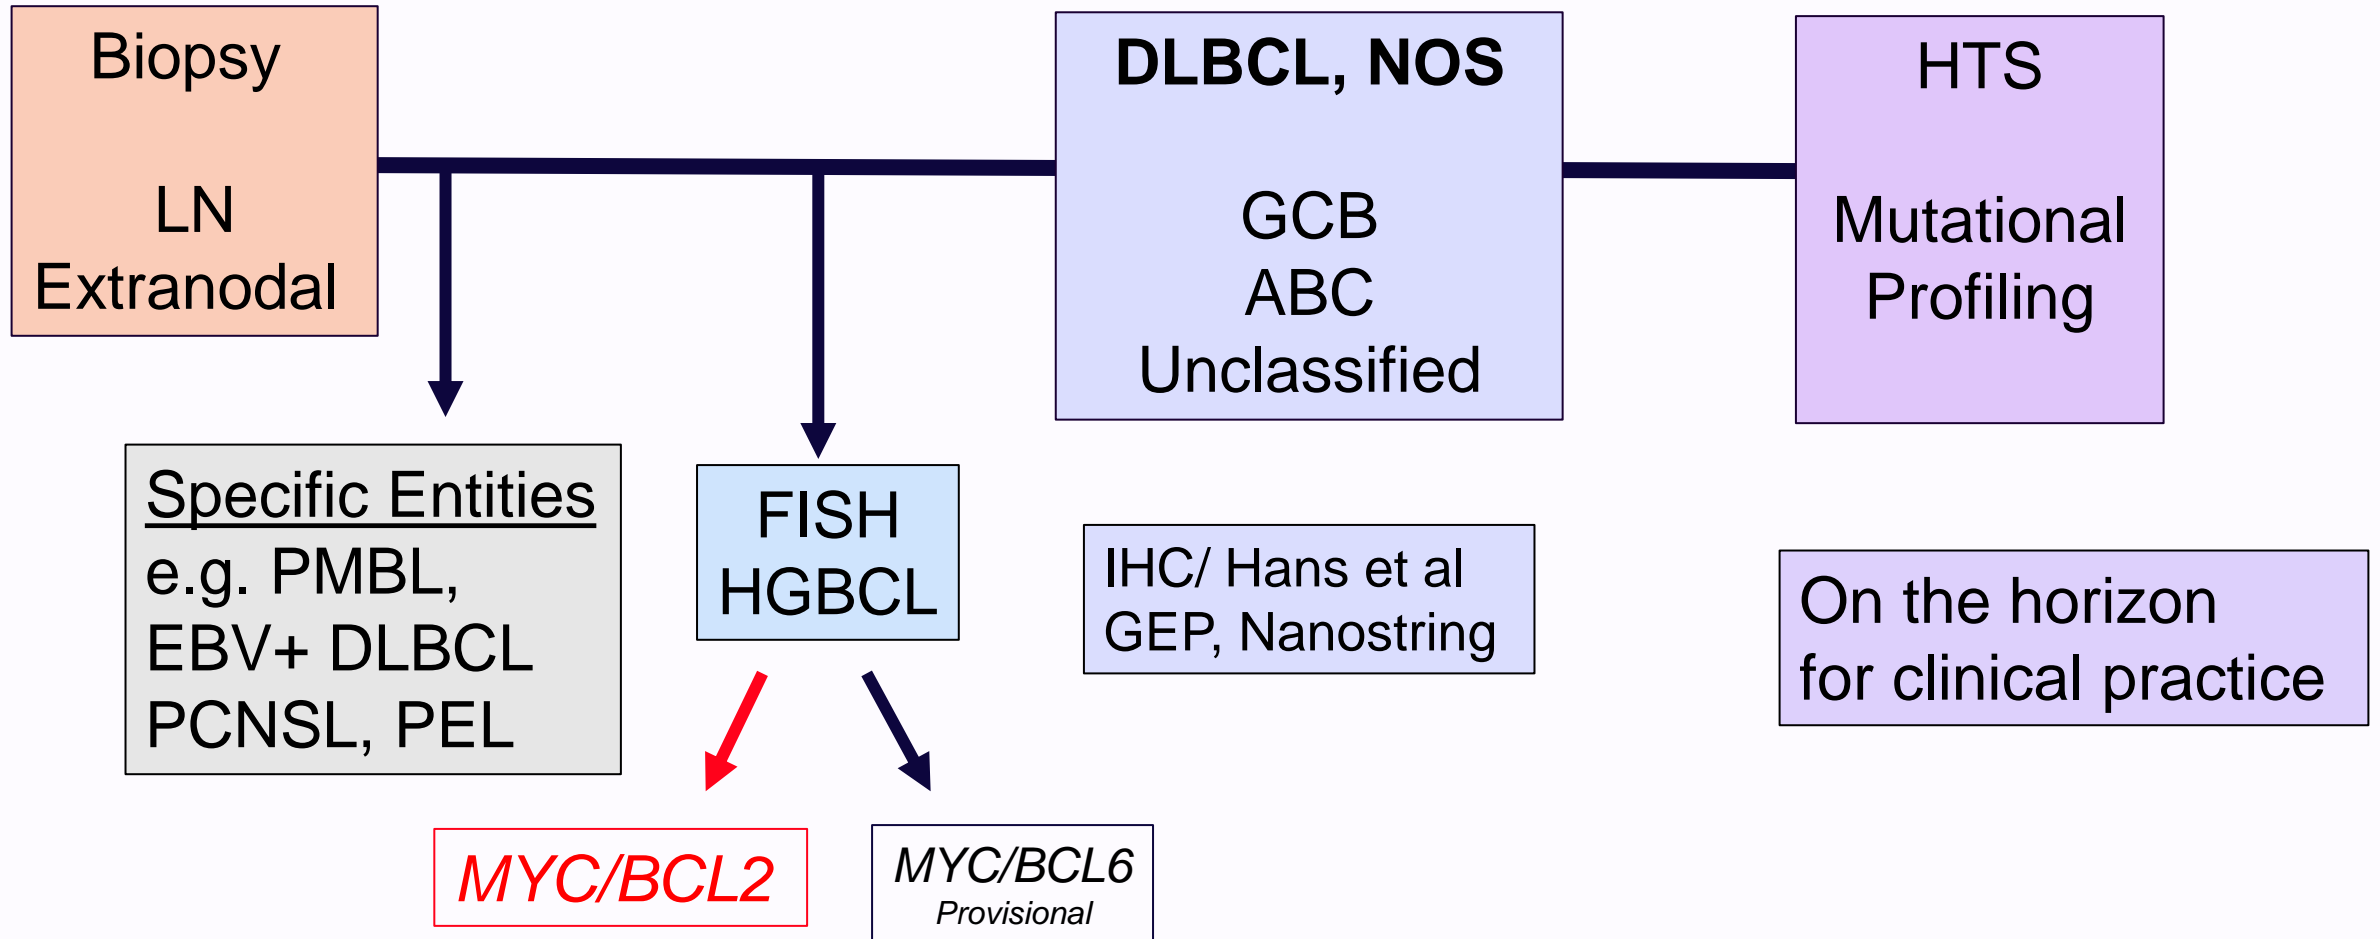 Biopsy
LN
Extranodal
DLBCL, NOS
GCB
ABC
Unclassified
HTS
Mutational
Profiling
Specific Entities
e.g. PMBL,
EBV+ DLBCL
PCNSL, PEL
FISH
HGBCL
IHC/ Hans et al
GEP, Nanostring
On the horizon
for clinical practice
MYC/BCL2
MYC/BCL6
Provisional